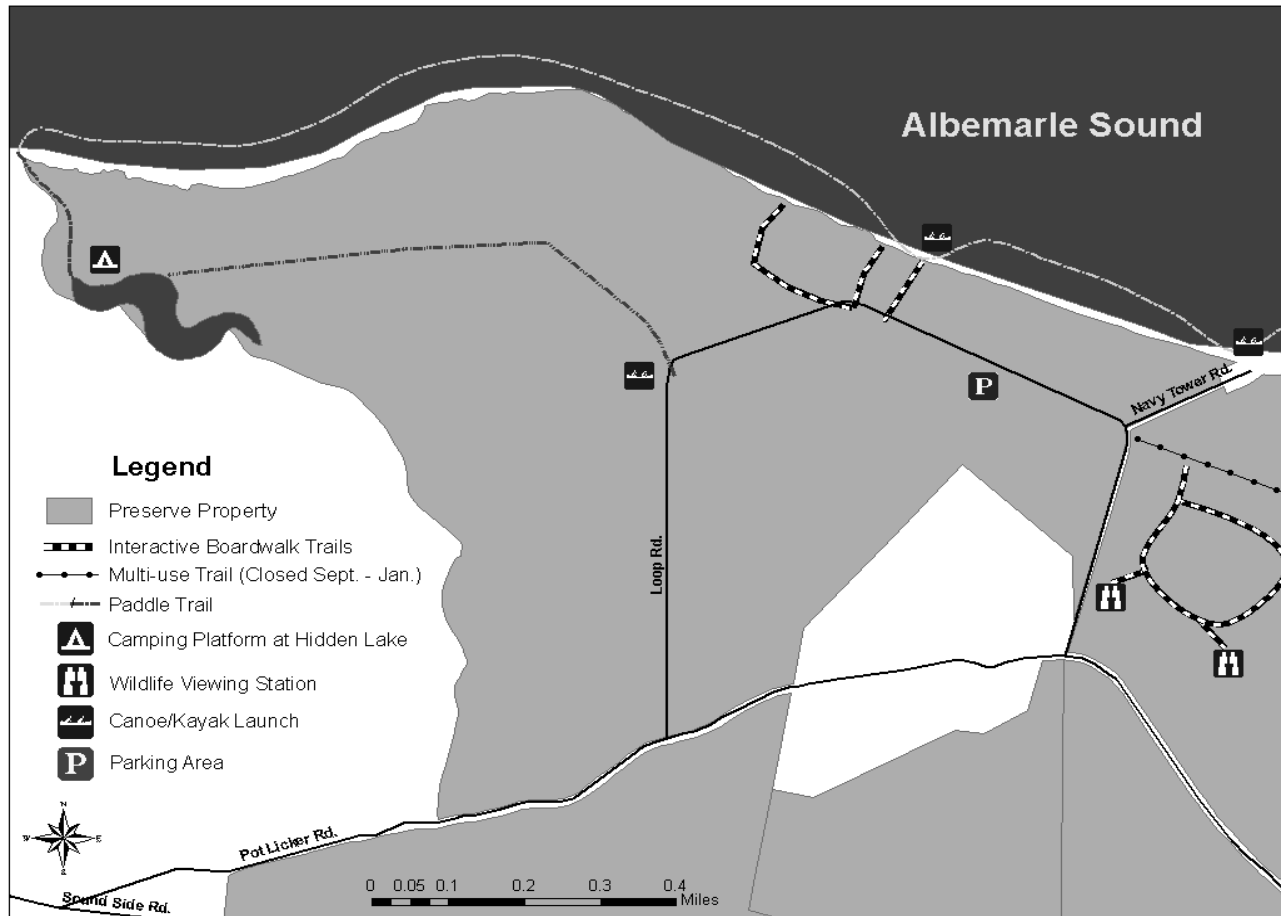 Albemarle Sound
P
Navy Tower Rd.
Loop Rd.
Legend
Preserve Property
Interactive Boardwalk Trails
Multi-use Trail (Closed Sept. - Jan.)
Paddle Trail
Camping Platform at Hidden Lake
Wildlife Viewing Station
Canoe/Kayak Launch
P Parking Area
N
W E
S
Pot Licker Rd.
Sound Side Rd.
0 0.05 0.1 0.2 0.3 0.4
Miles